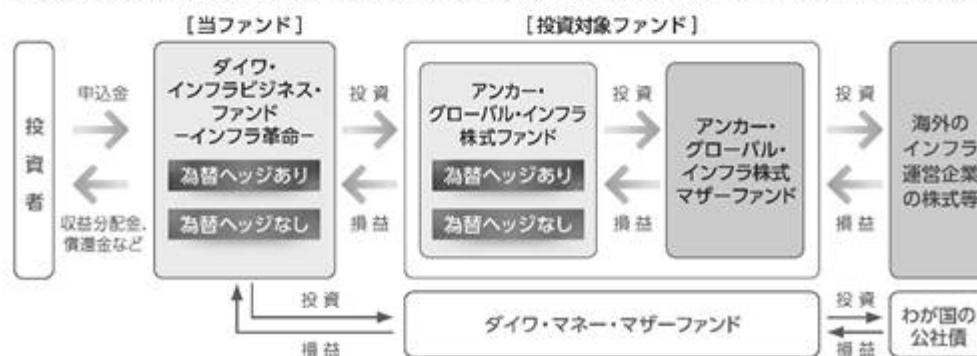 [当ファンド]
[投資対象ファンド]
投資者
申込金
収益分配金、
償還金など
ダイワ・
インフラビジネス・
ファンド
－インフラ革命－
為替ヘッジあり
為替ヘッジなし
投資
損益
アンカー・
グローバル・インフラ
株式ファンド
為替ヘッジあり
為替ヘッジなし
投資
損益
アンカー・
グローバル・
インフラ株式
マザーファンド
投資
損益
海外の
インフラ
運営企業
の株式等
投資
損益
ダイワ・マネー・マザーファンド
投資
損益
わが国の
公社債